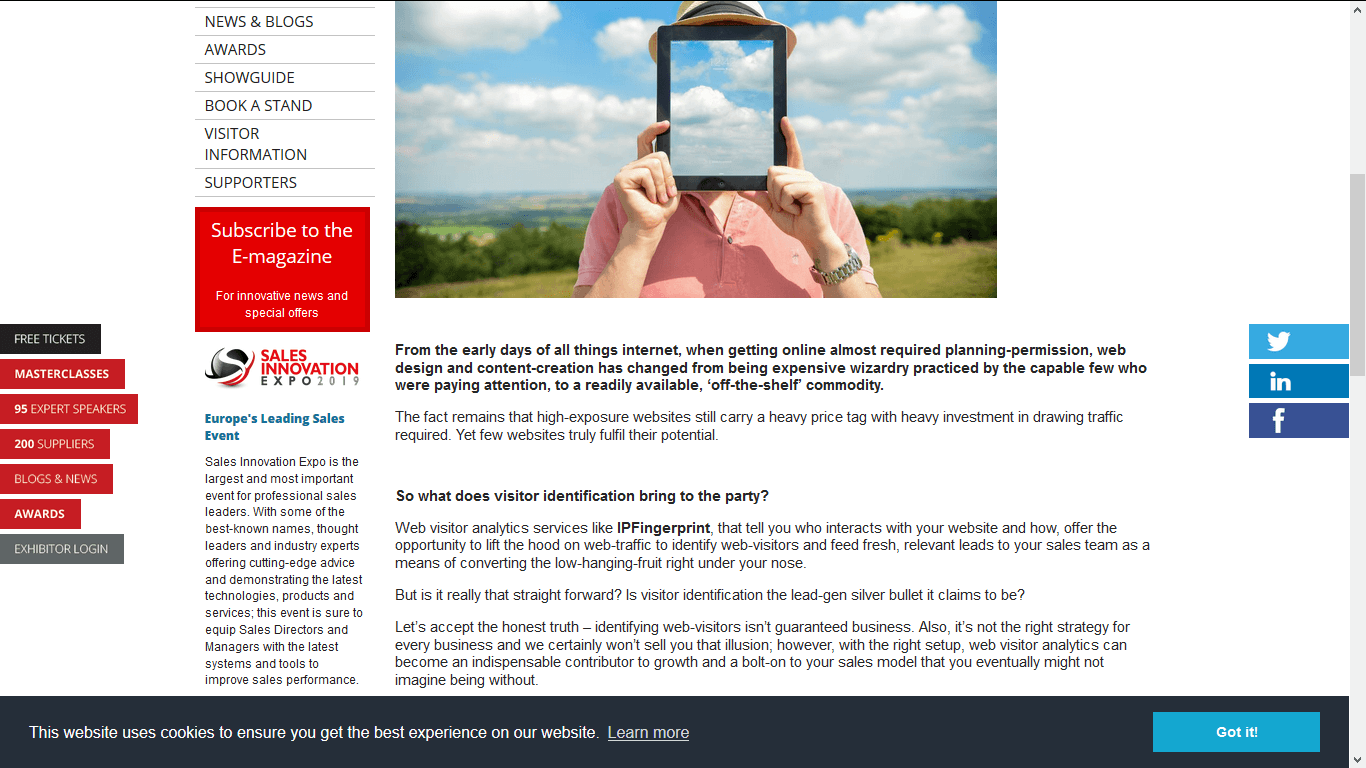 NEWS & BLOGS
AWARDS
SHOWGUIDE
BOOK A STAND
VISITOR
INFORMATION
SUPPORTERS
Subscribe to the
E-magazine
For innovative news and
special offers
FREE TICKETS
MASTERCLASSES
95 EXPERT SPEAKERS
200 SUPPLIERS
BLOGS & NEWS
AWARDS
EXHIBITOR LOGIN
SALES
INNOVATION
EXPO 2019
Europe's Leading Sales
Event
Sales Innovation Expo is the
largest and most important
event for professional sales
leaders. With some of the
best-known names, thought
leaders and industry experts
offering cutting-edge advice
and demonstrating the latest
technologies, products and
services; this event is sure to
equip Sales Directors and
Managers with the latest
systems and tools to
improve sales performance.
From the early days of all things internet, when getting online almost required planning-permission, web
design and content-creation has changed from being expensive wizardry practiced by the capable few who
were paying attention, to a readily available, ‘off-the-shelf’ commodity.
The fact remains that high-exposure websites still carry a heavy price tag with heavy investment in drawing traffic
required. Yet few websites truly fulfil their potential.
So what does visitor identification bring to the party?
Web visitor analytics services like IPFingerprint, that tell you who interacts with your website and how, offer the
opportunity to lift the hood on web-traffic to identify web-visitors and feed fresh, relevant leads to your sales team as a
means of converting the low-hanging-fruit right under your nose.
But is it really that straight forward? Is visitor identification the lead-gen silver bullet it claims to be?
Let’s accept the honest truth – identifying web-visitors isn’t guaranteed business. Also, it’s not the right strategy for
every business and we certainly won’t sell you that illusion; however, with the right setup, web visitor analytics can
become an indispensable contributor to growth and a bolt-on to your sales model that you eventually might not
imagine being without.
This website uses cookies to ensure you get the best experience on our website. Learn more
Got it!